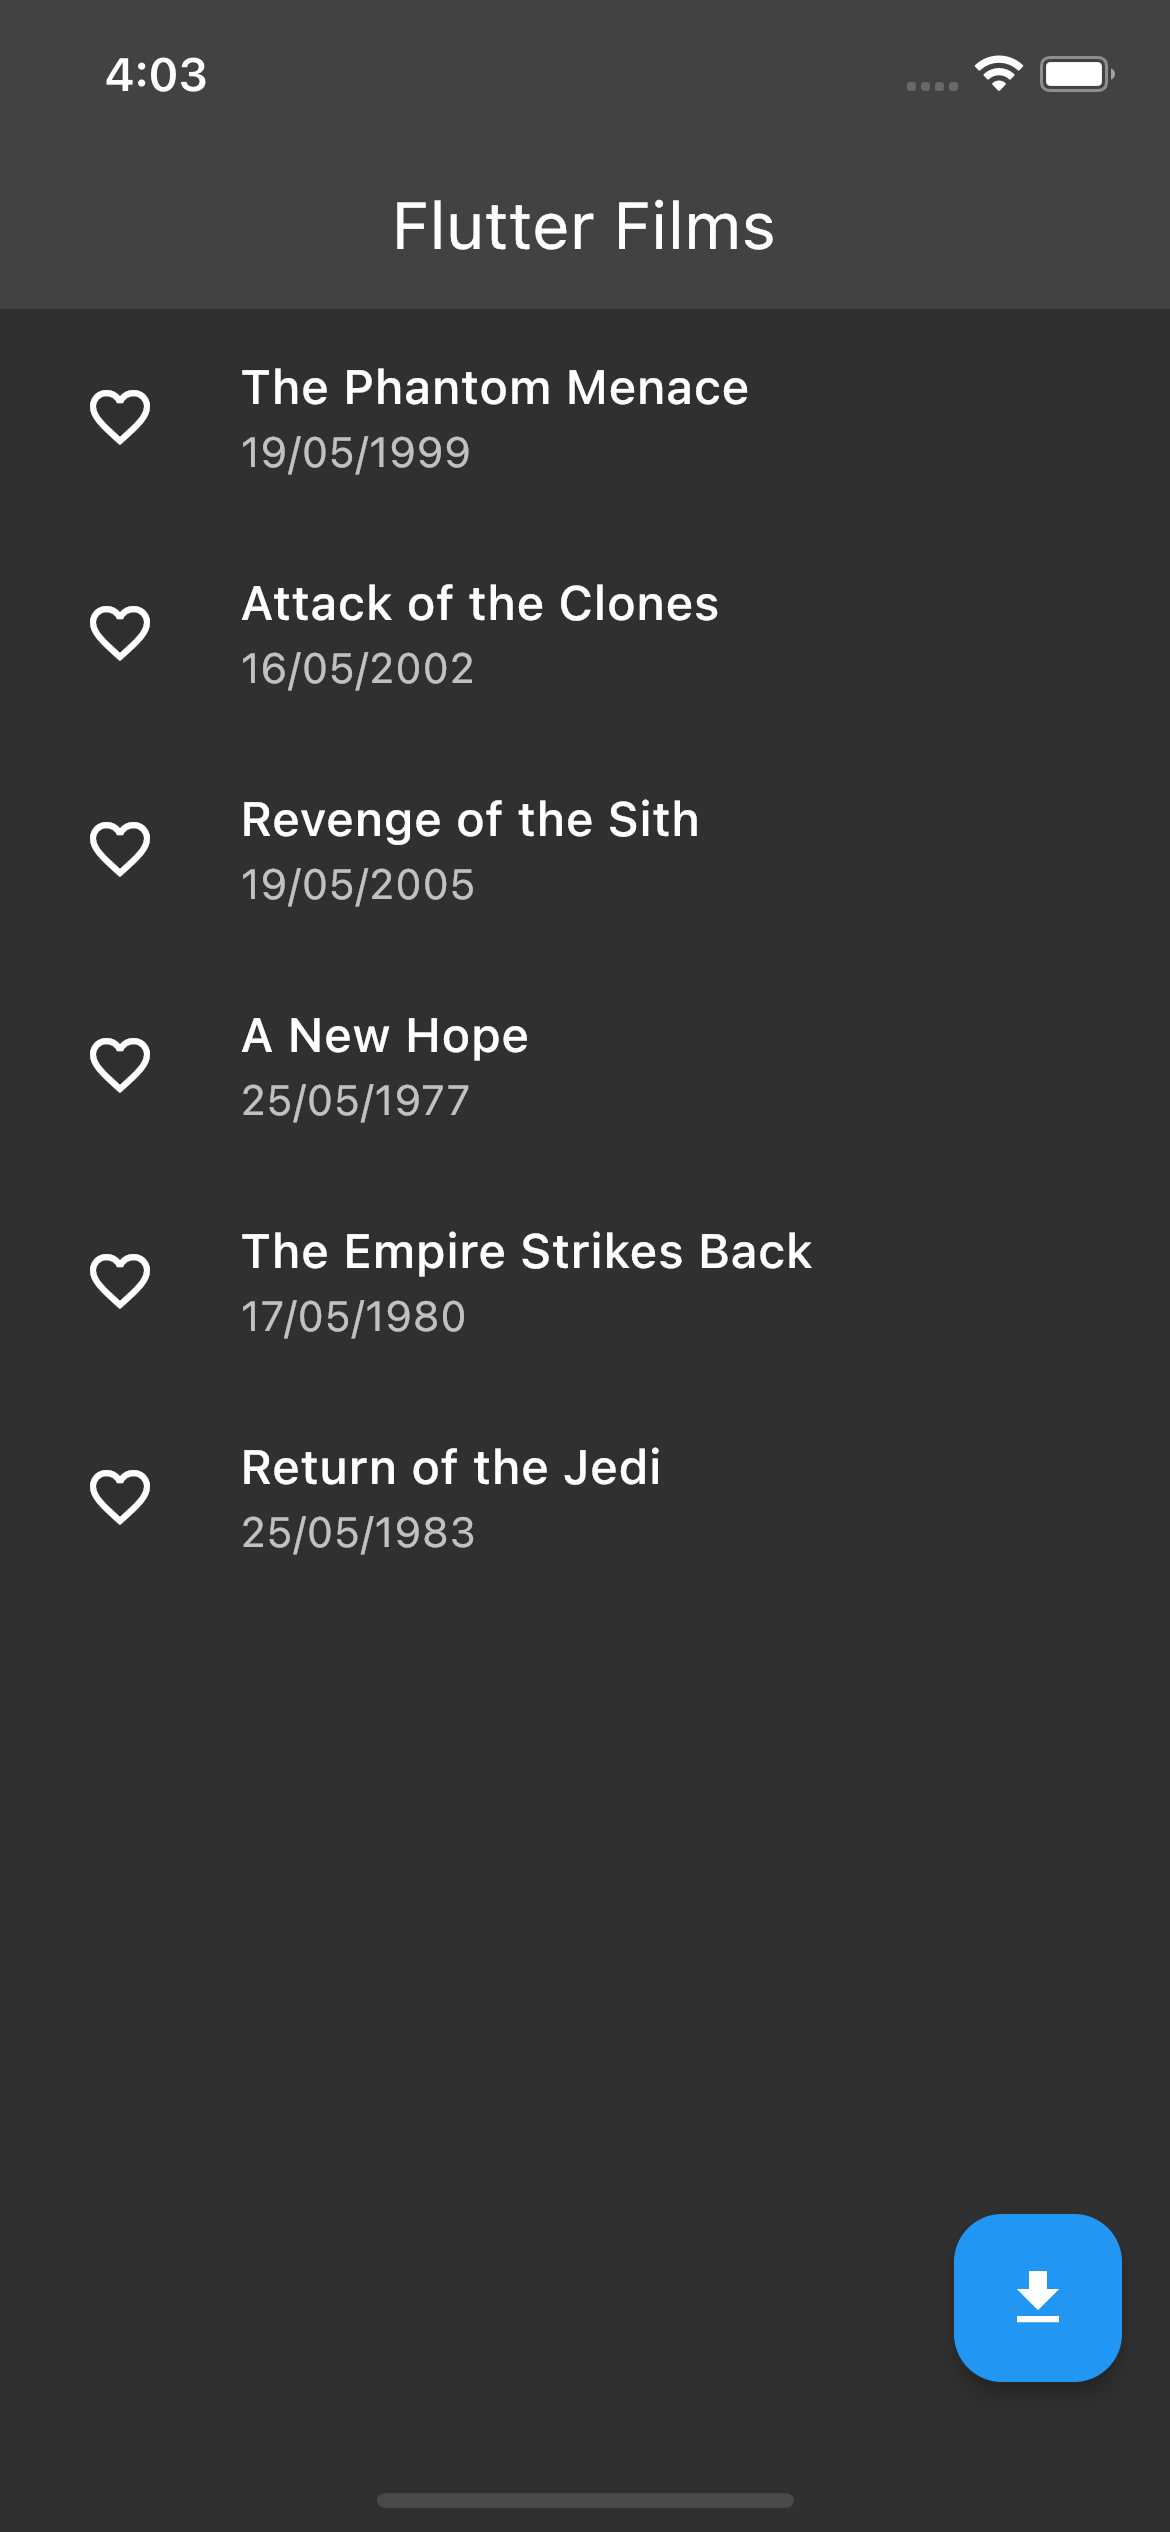 4:03
Flutter Films
The Phantom Menace
19/05/1999
Attack of the Clones
16/05/2002
Revenge of the Sith
19/05/2005
A New Hope
25/05/1977
The Empire Strikes Back
17/05/1980
Return of the Jedi
25/05/1983